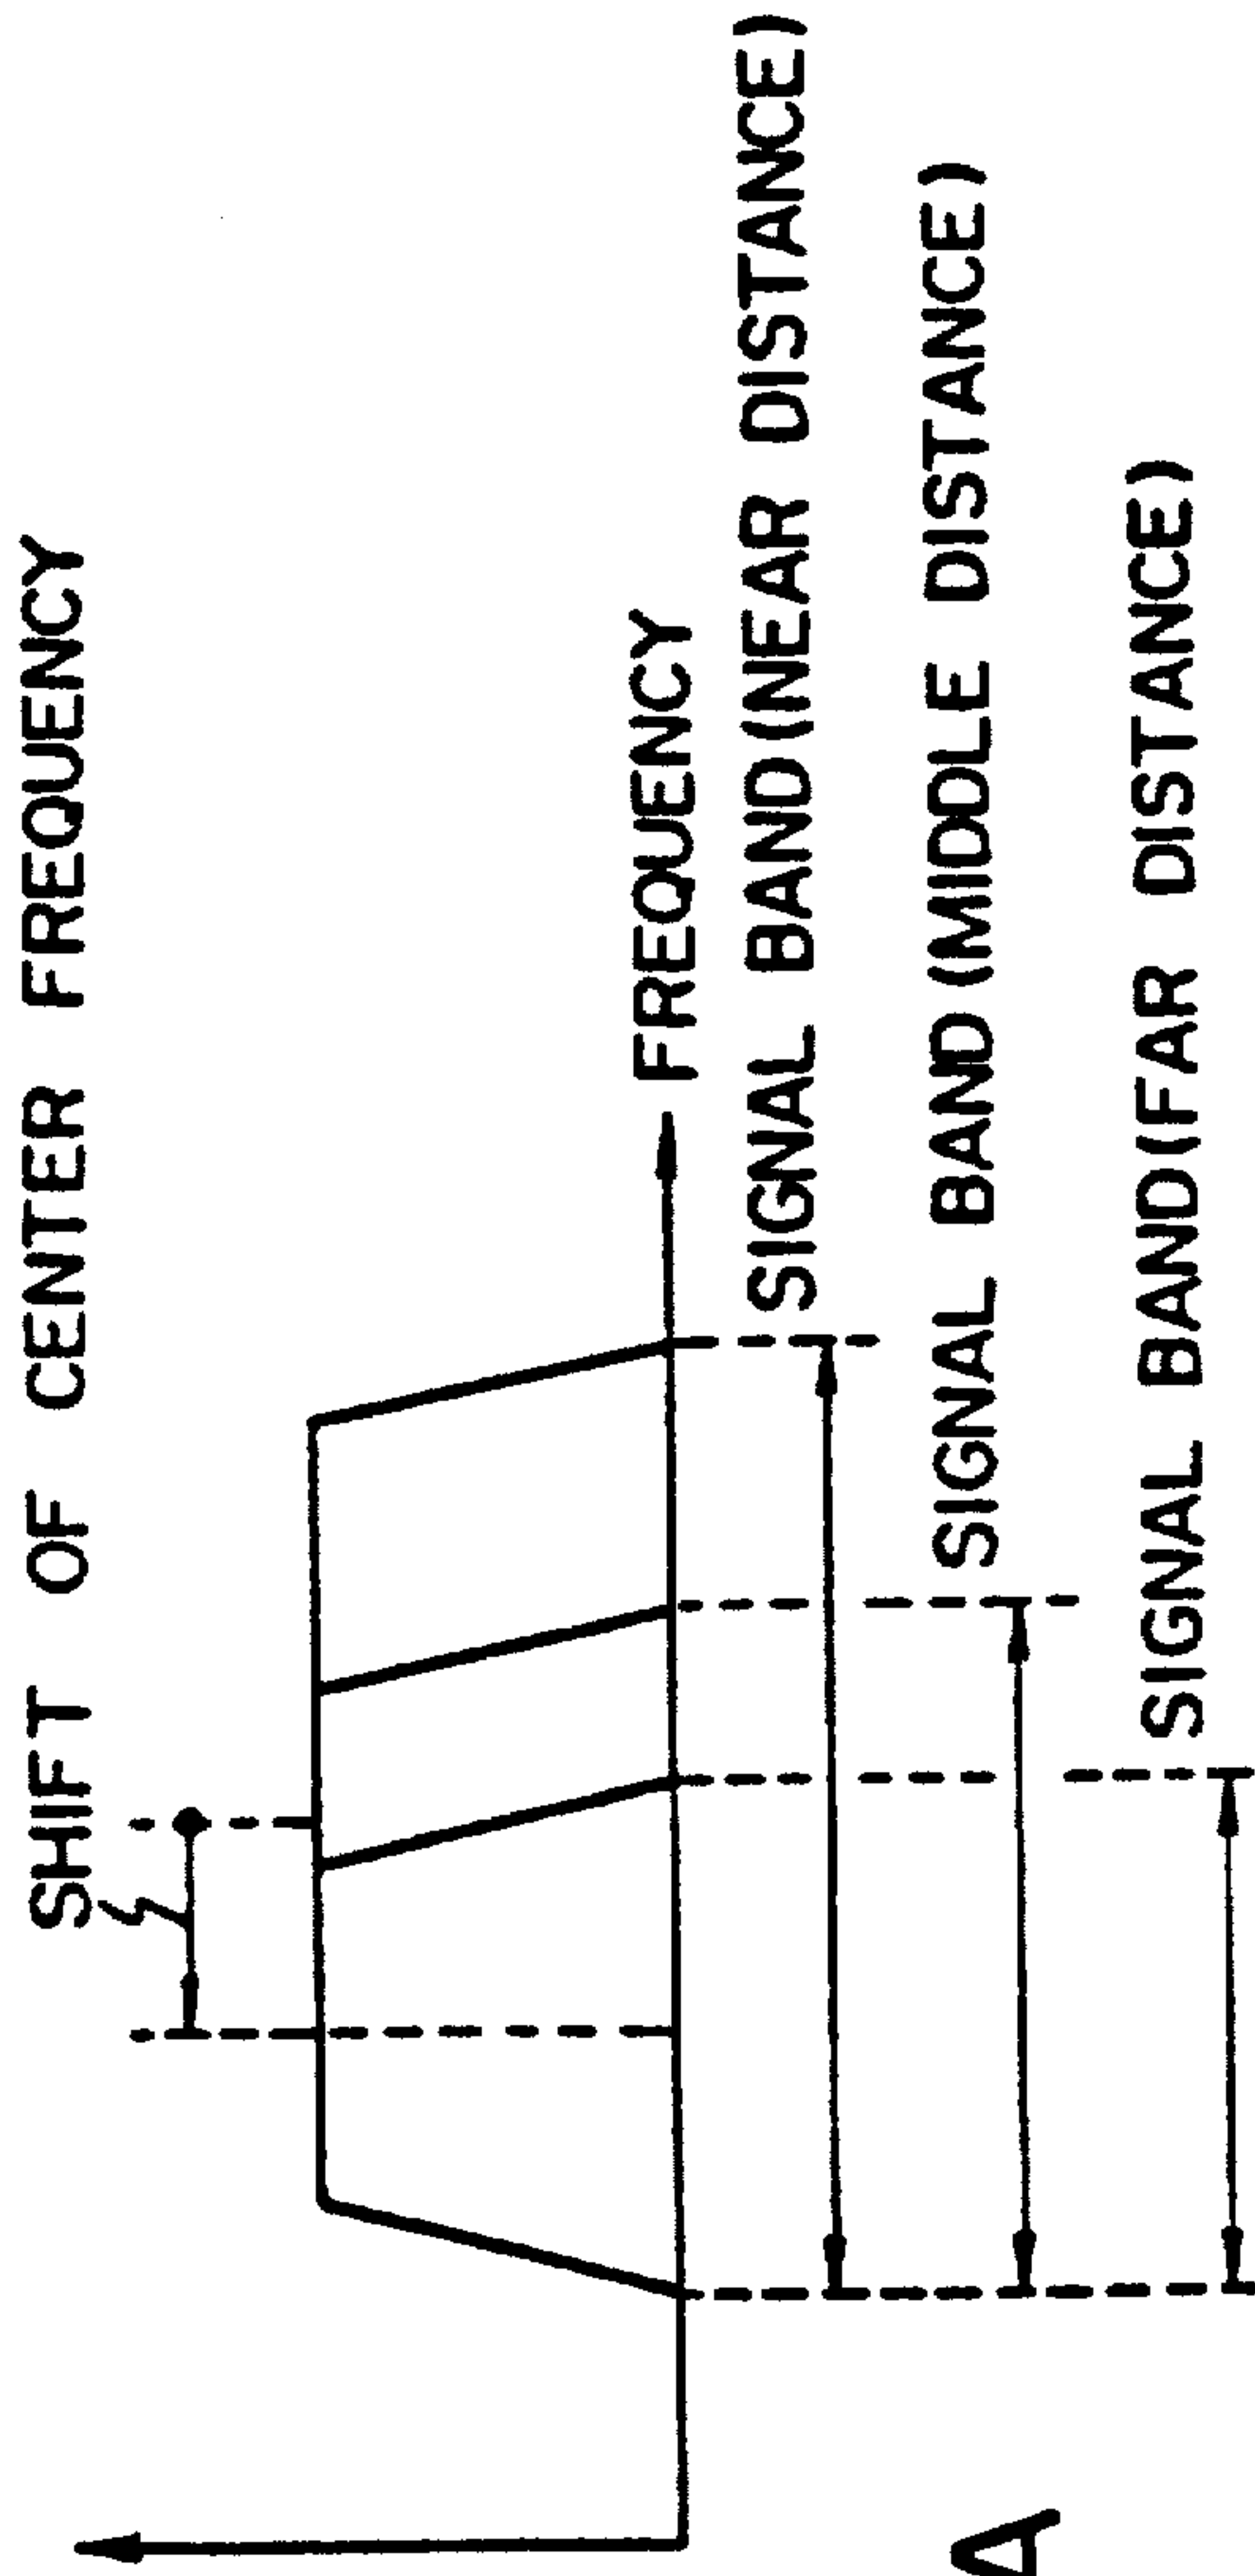 SHIFT OF CENTER FREQUENCY
FREQUENCY
SIGNAL BAND(NEAR DISTANCE)
SIGNAL BAND(MIDDLE DISTANCE)
SIGNAL BAND(FAR DISTANCE)
A